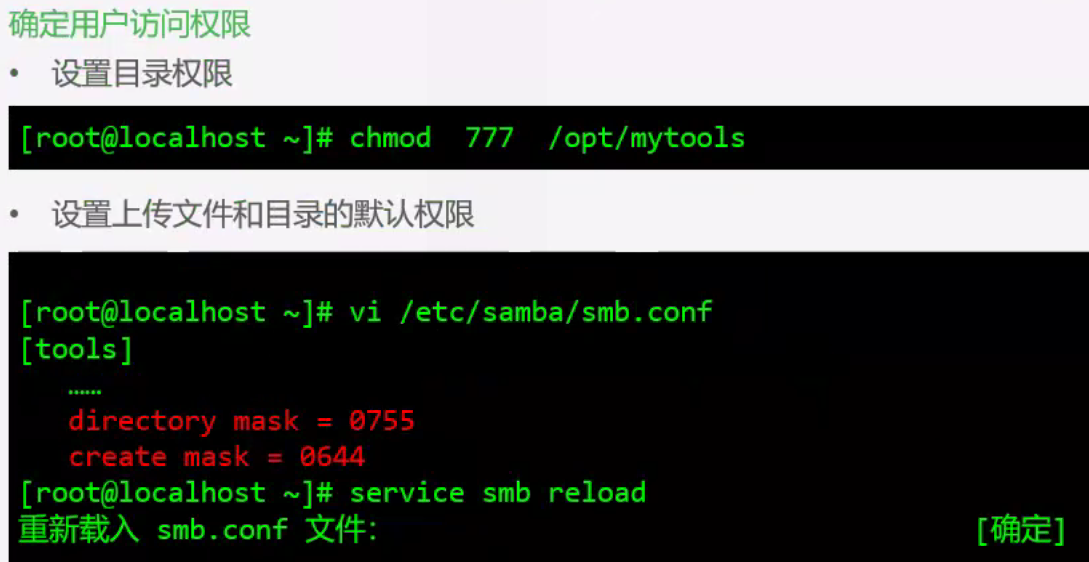 确定用户访问权限
• 设置目录权限
[root@localhost ~]# chmod  777  /opt/mytools
• 设置上传文件和目录的默认权限
[root@localhost ~]# vi /etc/samba/smb.conf
[tools]
……
directory mask = 0755
create mask = 0644
[root@localhost ~]# service smb reload
重新载入 smb.conf 文件: [确定]